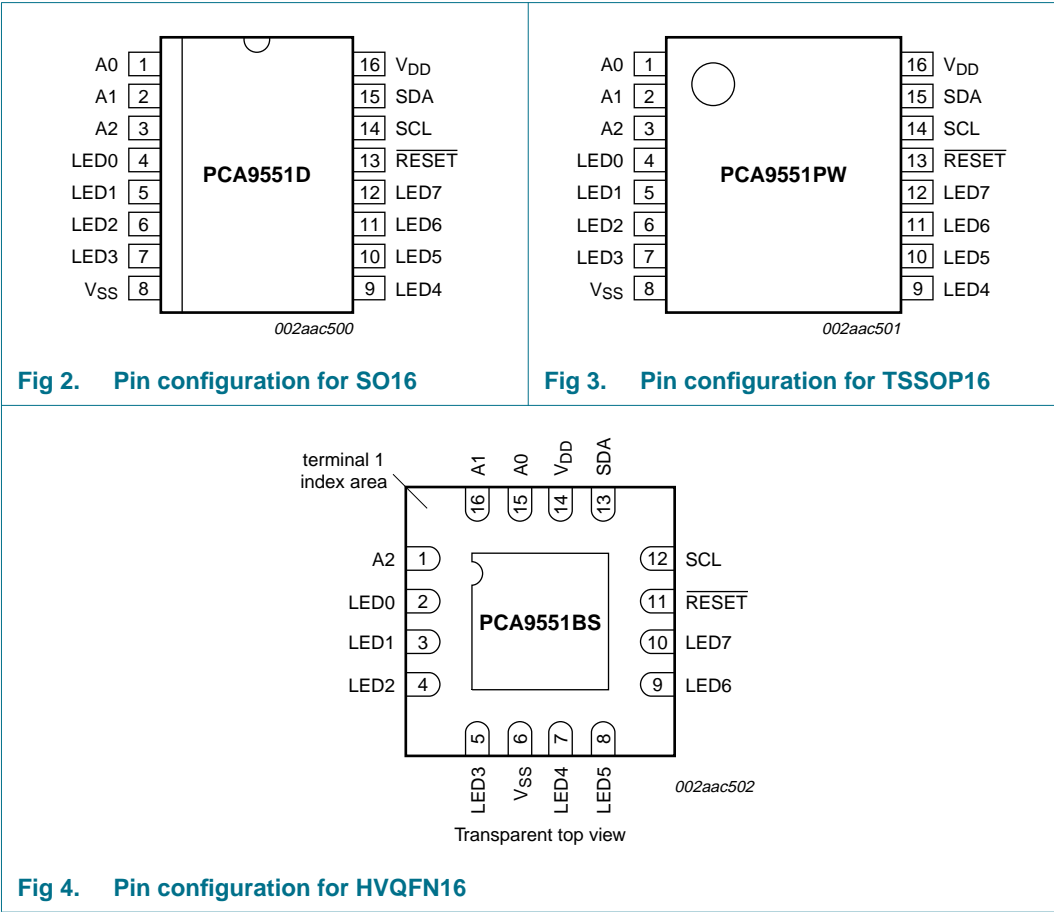 A0 1
A1 2
A2 3
LED0 4
LED1 5
LED2 6
LED3 7
VSS 8
PCA9551D
16 VDD
15 SDA
14 SCL
13 RESET
12 LED7
11 LED6
10 LED5
9 LED4
002aac500
Fig 2. Pin configuration for SO16
A0 1
A1 2
A2 3
LED0 4
LED1 5
LED2 6
LED3 7
VSS 8
PCA9551PW
16 VDD
15 SDA
14 SCL
13 RESET
12 LED7
11 LED6
10 LED5
9 LED4
002aac501
Fig 3. Pin configuration for TSSOP16
terminal 1
index area
A1 16
A0 15
VDD 14
SDA 13
A2 1
LED0 2
LED1 3
LED2 4
PCA9551BS
12 SCL
11 RESET
10 LED7
9 LED6
5 LED3
6 VSS
7 LED4
8 LED5
002aac502
Transparent top view
Fig 4. Pin configuration for HVQFN16